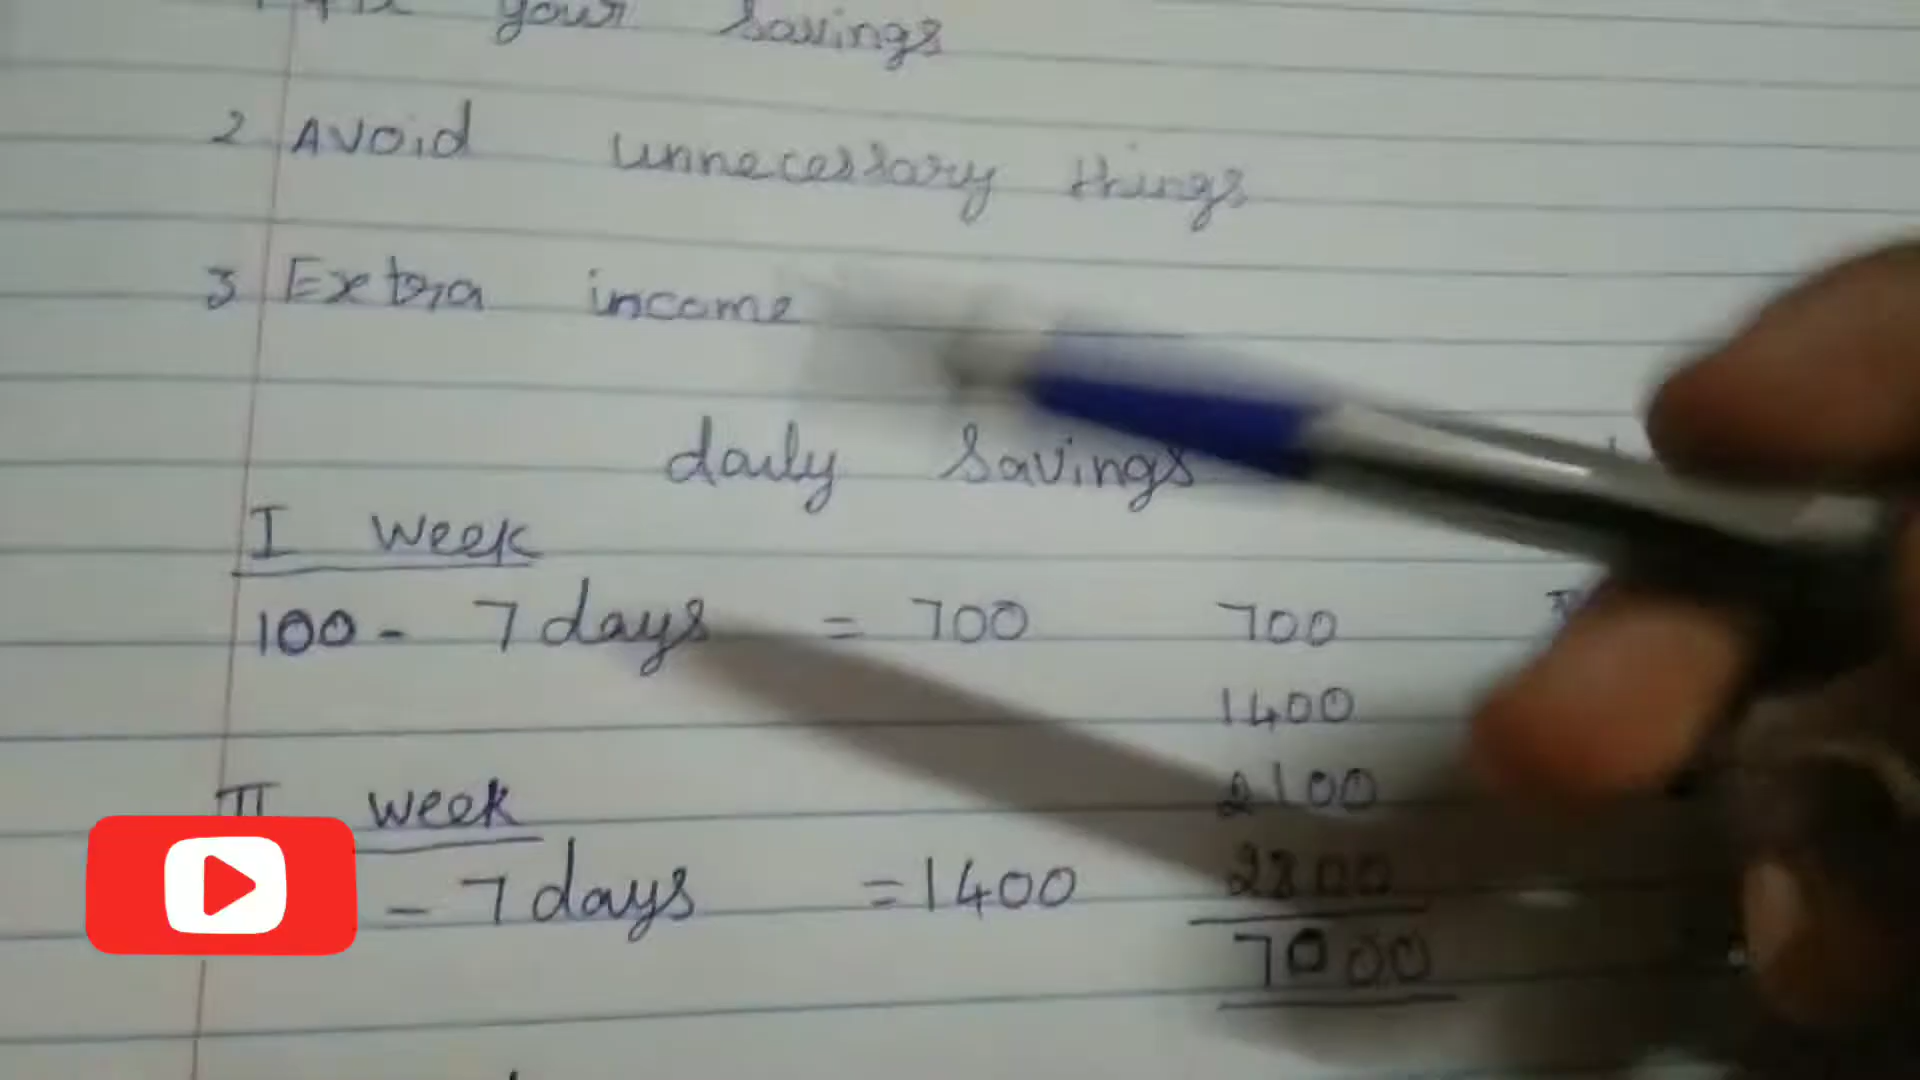 your savings
2 Avoid unnecessary things
3 Extra income
daily savings
I week
100 - 7 days = 700 700
1400
2100
II week
2800
- 7 days = 1400
7000